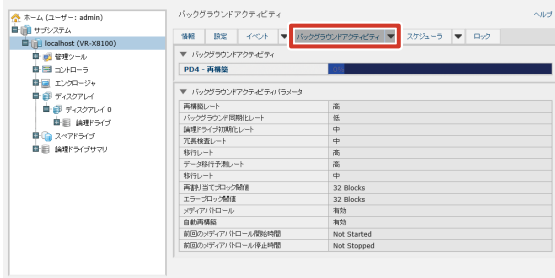 ホーム (ユーザー: admin)
サブシステム
localhost (VR-X8100)
管理ツール
コントローラ
エンクロージャ
ディスクアレイ
ディスクアレイ 0
論理ドライブ
スペアドライブ
論理ドライブサマリ
バックグラウンドアクティビティ
ヘルプ
情報 設定 イベント バックグラウンドアクティビティ スケジューラ ロック
バックグラウンドアクティビティ
PD4 - 再構築 0%
バックグラウンドアクティビティパラメータ
再構築レート 高
バックグラウンド同期化レート 低
論理ドライブ初期化レート 中
冗長検査レート 中
移行レート 高
データ移行予測レート 高
移行レート 中
再割り当てブロック閾値 32 Blocks
エラーブロック閾値 32 Blocks
メディアパトロール 有効
自動再構築 有効
前回のメディアパトロール開始時間 Not Started
前回のメディアパトロール停止時間 Not Stopped